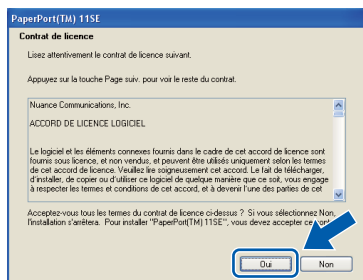 PaperPort(TM) 11SE
Contrat de licence
Lisez attentivement le contrat de licence suivant.
Appuyez sur la touche Page suiv. pour voir le reste du contrat.
Nuance Communications, Inc.
ACCORD DE LICENCE LOGICIEL
Le logiciel et les éléments connexes fournis dans le cadre de cet accord de licence sont
fournis sous licence, et non vendus, et peuvent être utilisés uniquement selon les termes
de cet accord de licence. Veuillez lire soigneusement cet accord. Le fait de télécharger,
d'installer, de copier ou d'utiliser ce logiciel de quelque manière que ce soit, vous engage
à respecter les termes et conditions de cet accord, et à devenir l'une des parties de cet
Acceptez-vous tous les termes du contrat de licence ci-dessus ? Si vous sélectionnez Non,
l'installation s'arrêtera. Pour installer "PaperPort(TM) 11SE", vous devez accepter ce
Oui
Non